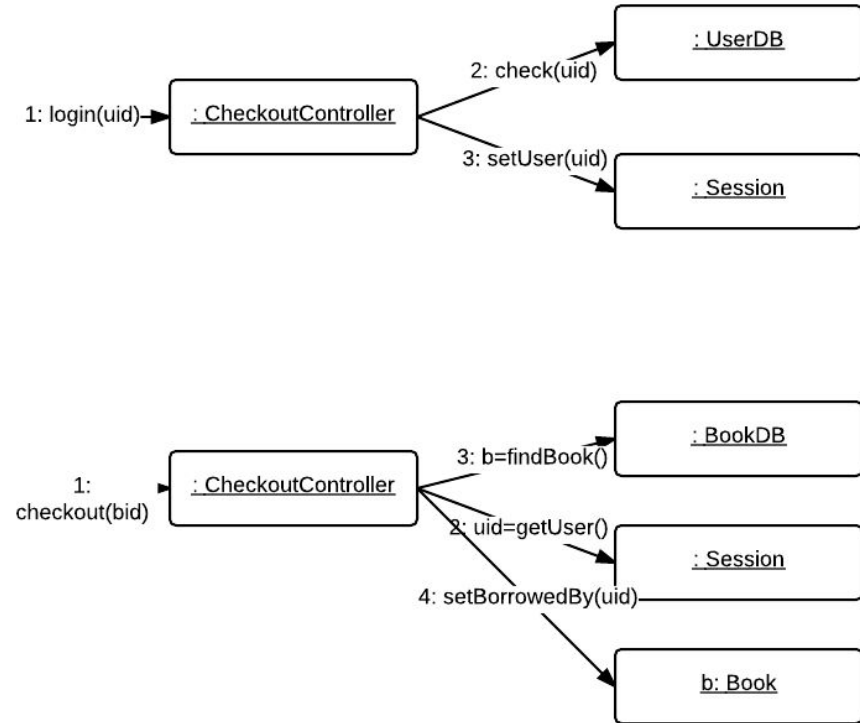 : UserDB
2: check(uid)
1: login(uid)
: CheckoutController
3: setUser(uid)
: Session
: BookDB
3: b=findBook()
: CheckoutController
1:
checkout(bid)
2: uid=getUser()
: Session
4: setBorrowedBy(uid)
b: Book